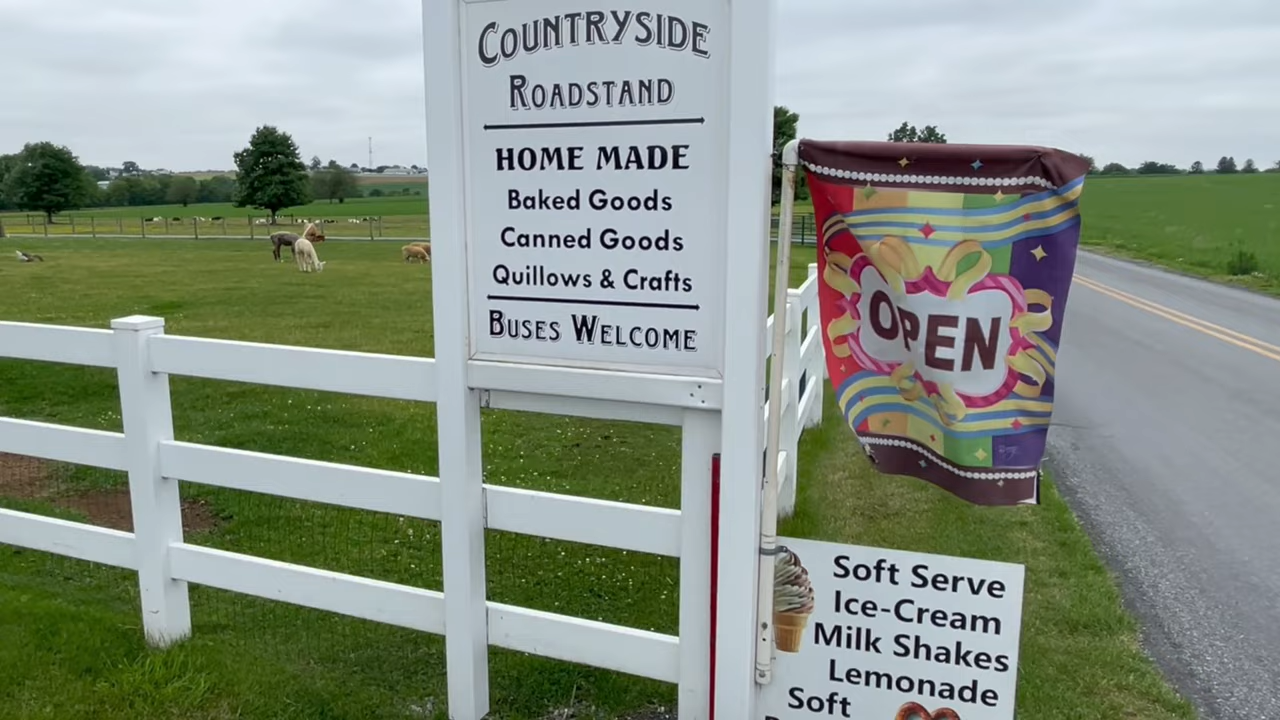 Countryside
Roadstand
HOME MADE
Baked Goods
Canned Goods
Quillows & Crafts
Buses Welcome
OPEN
Soft Serve
Ice-Cream
Milk Shakes
Lemonade
Soft